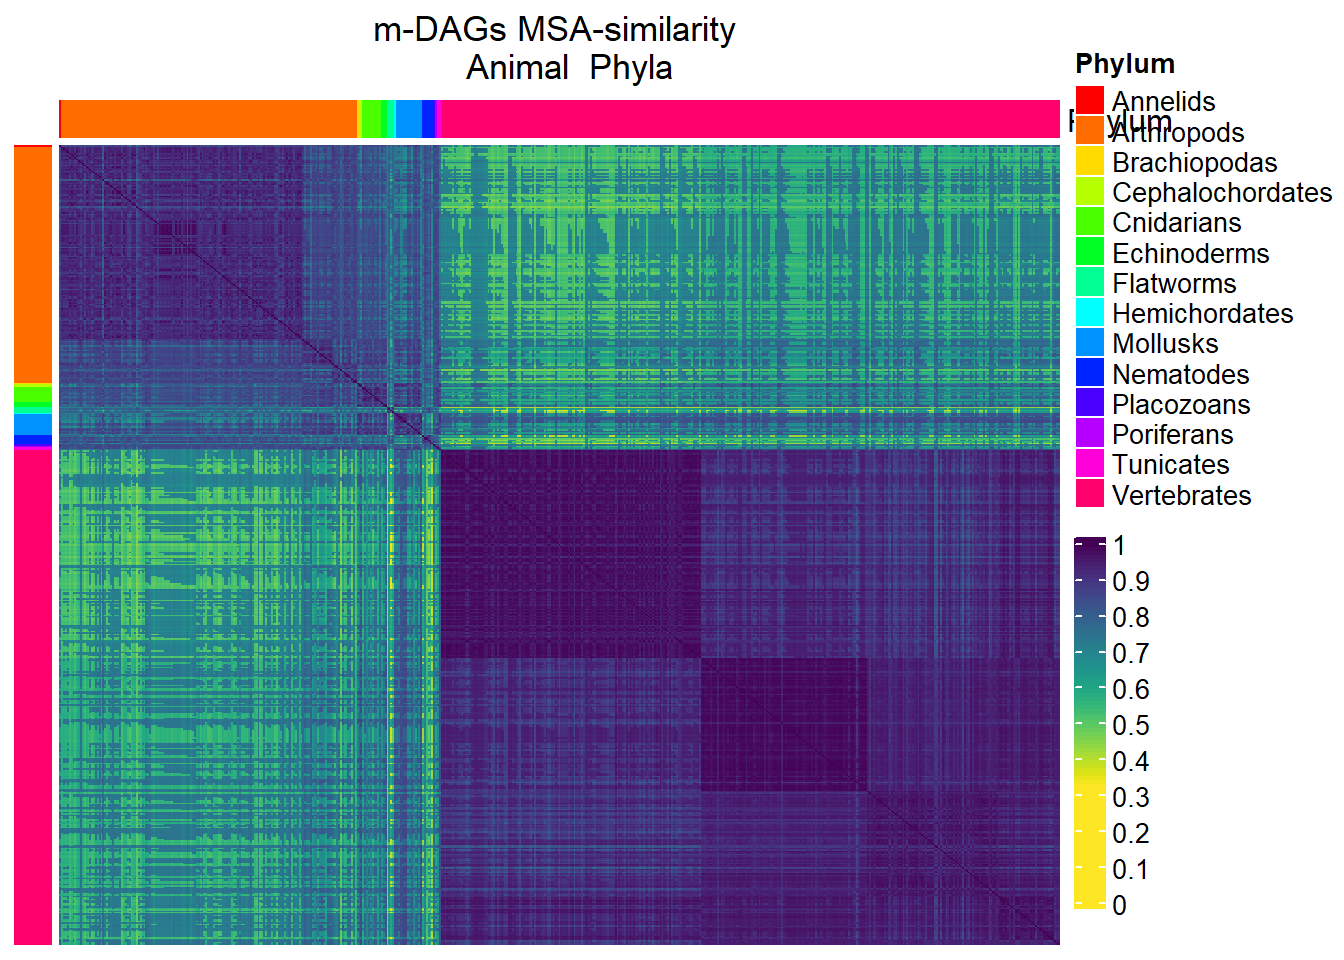 m-DAGs MSA-similarity
Animal  Phyla
Phylum
Phylum
Annelids
Arthropods
Brachiopodas
Cephalochordates
Cnidarians
Echinoderms
Flatworms
Hemichordates
Mollusks
Nematodes
Placozoans
Poriferans
Tunicates
Vertebrates
1
0.9
0.8
0.7
0.6
0.5
0.4
0.3
0.2
0.1
0